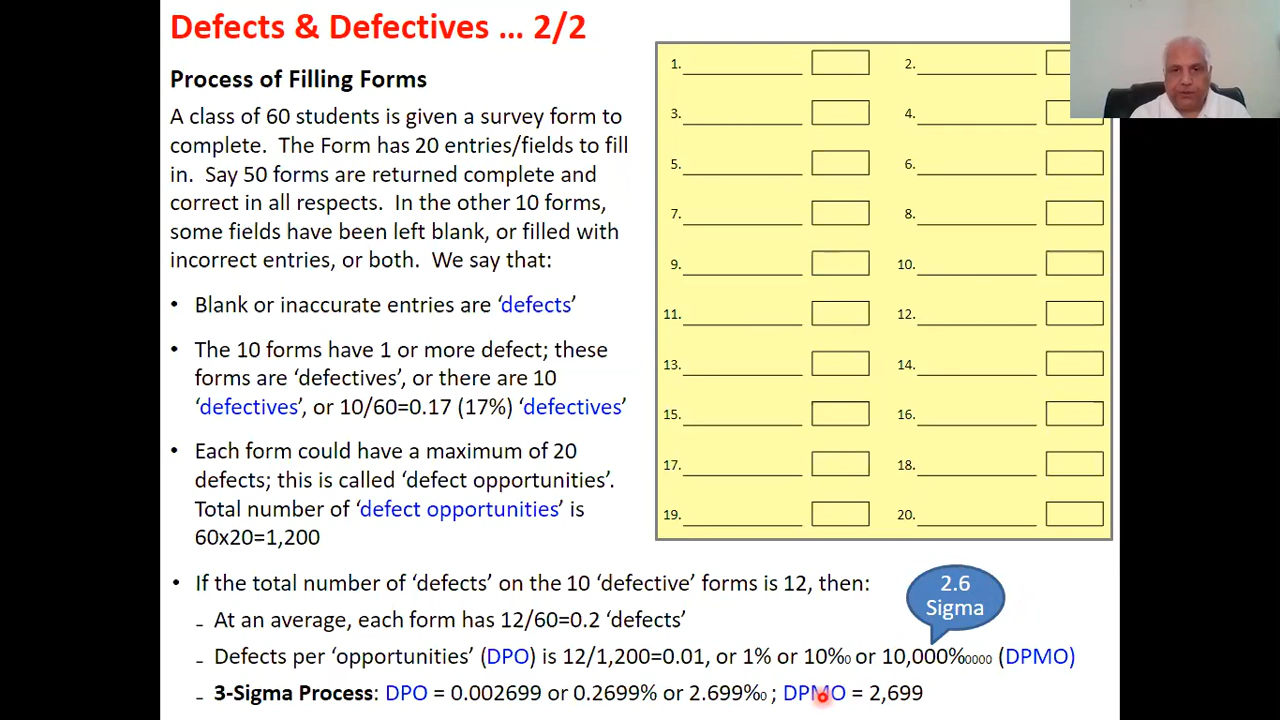 Defects & Defectives … 2/2
Process of Filling Forms
A class of 60 students is given a survey form to
complete. The Form has 20 entries/fields to fill
in. Say 50 forms are returned complete and
correct in all respects. In the other 10 forms,
some fields have been left blank, or filled with
incorrect entries, or both. We say that:
• Blank or inaccurate entries are ‘defects’
• The 10 forms have 1 or more defect; these
forms are ‘defectives’, or there are 10
‘defectives’, or 10/60=0.17 (17%) ‘defectives’
• Each form could have a maximum of 20
defects; this is called ‘defect opportunities’.
Total number of ‘defect opportunities’ is
60x20=1,200
• If the total number of ‘defects’ on the 10 ‘defective’ forms is 12, then:
- At an average, each form has 12/60=0.2 ‘defects’
- Defects per ‘opportunities’ (DPO) is 12/1,200=0.01, or 1% or 10%₀ or 10,000%₀₀₀₀ (DPMO)
- 3-Sigma Process: DPO = 0.002699 or 0.2699% or 2.699%₀ ; DPMO = 2,699
1. 2.
3. 4.
5. 6.
7. 8.
9. 10.
11. 12.
13. 14.
15. 16.
17. 18.
19. 20.
2.6
Sigma